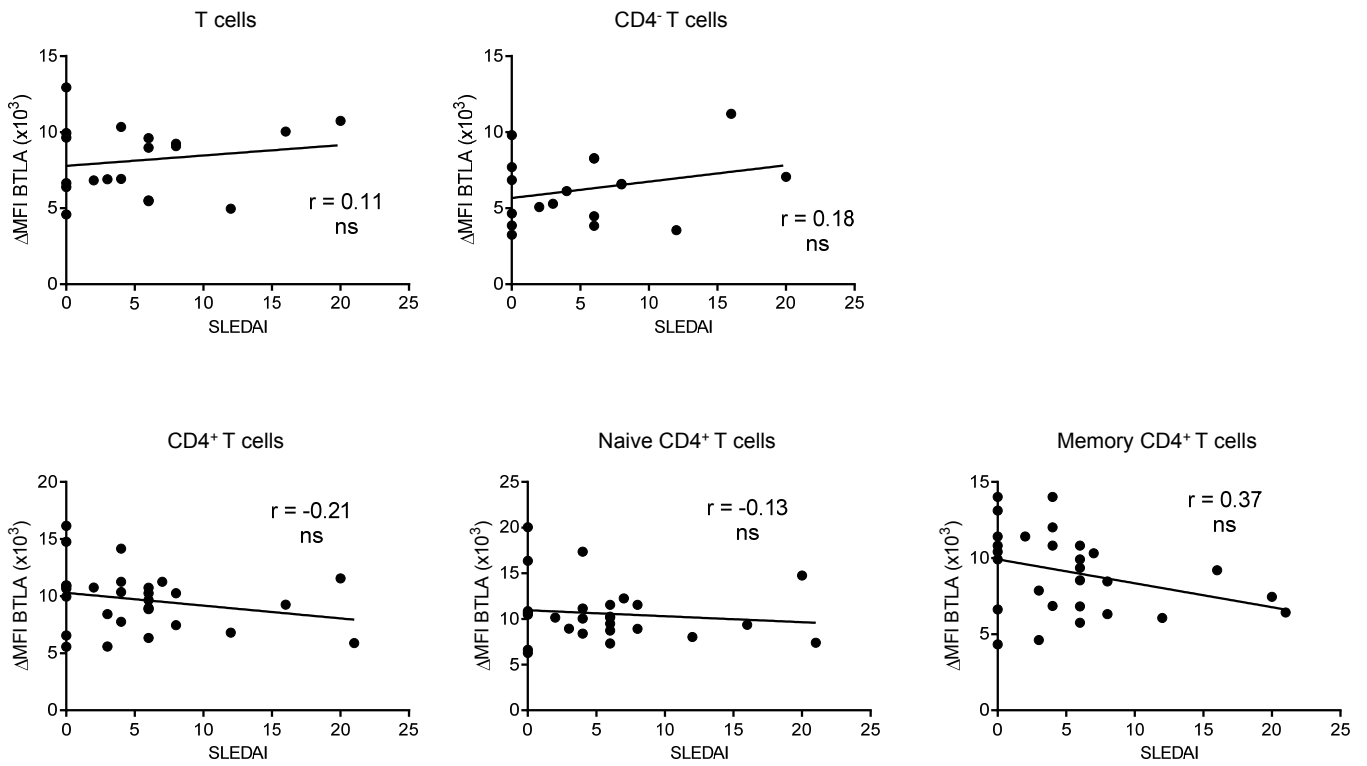 T cells
15
10
5
0
ΔMFI BTLA (x10³)
r = 0.11
ns
0 5 10 15 20 25
SLEDAI
CD4⁻ T cells
15
10
5
0
ΔMFI BTLA (x10³)
r = 0.18
ns
0 5 10 15 20 25
SLEDAI
CD4⁺ T cells
20
15
10
5
0
ΔMFI BTLA (x10³)
r = -0.21
ns
0 5 10 15 20 25
SLEDAI
Naive CD4⁺ T cells
25
20
15
10
5
0
ΔMFI BTLA (x10³)
r = -0.13
ns
0 5 10 15 20 25
SLEDAI
Memory CD4⁺ T cells
15
10
5
0
ΔMFI BTLA (x10³)
r = 0.37
ns
0 5 10 15 20 25
SLEDAI